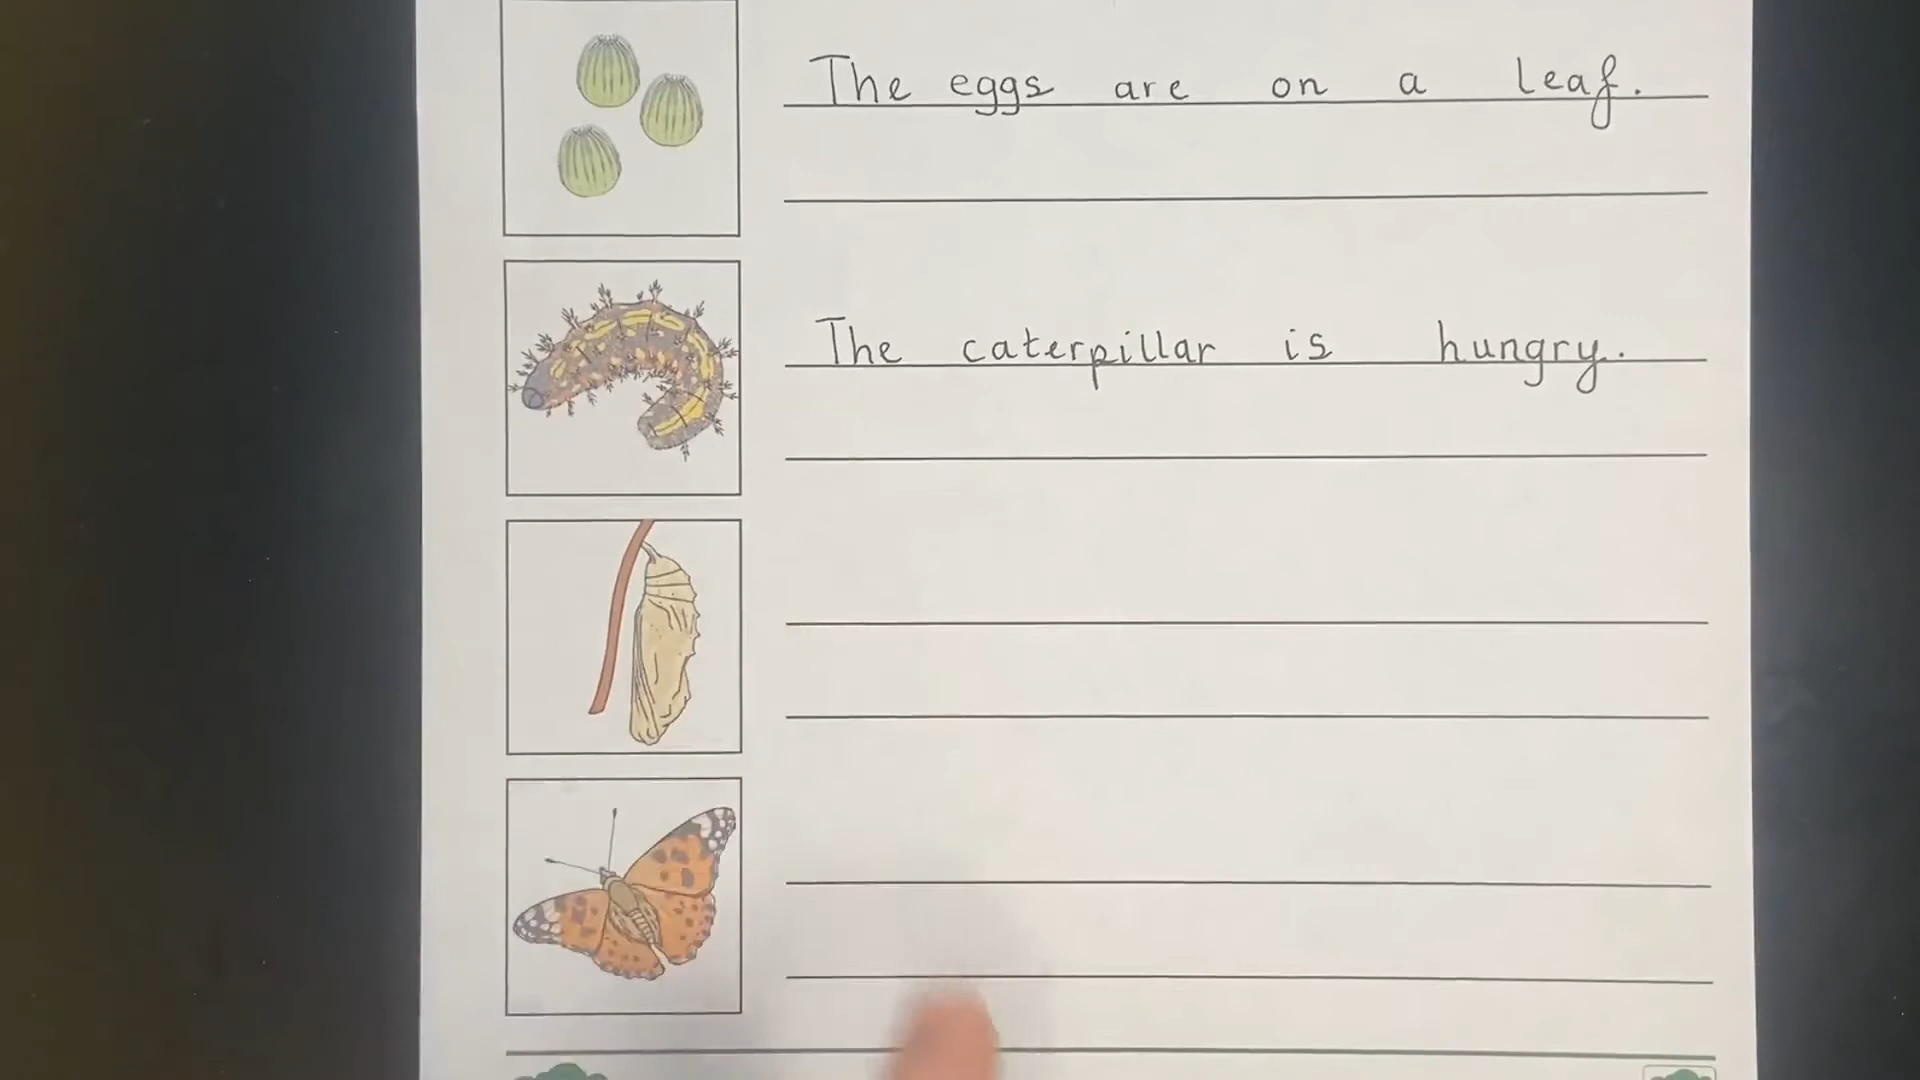 The eggs are on a leaf.
The caterpillar is hungry.